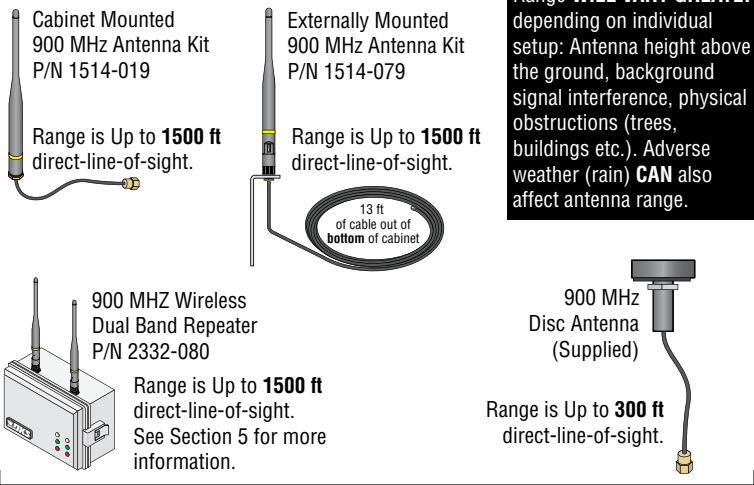 Cabinet Mounted
900 MHz Antenna Kit
P/N 1514-019
Range is Up to 1500 ft
direct-line-of-sight.
Externally Mounted
900 MHz Antenna Kit
P/N 1514-079
Range is Up to 1500 ft
direct-line-of-sight.
13 ft
of cable out of
bottom of cabinet
depending on individual
setup: Antenna height above
the ground, background
signal interference, physical
obstructions (trees,
buildings etc.). Adverse
weather (rain) CAN also
affect antenna range.
900 MHZ Wireless
Dual Band Repeater
P/N 2332-080
Range is Up to 1500 ft
direct-line-of-sight.
See Section 5 for more
information.
900 MHz
Disc Antenna
(Supplied)
Range is Up to 300 ft
direct-line-of-sight.